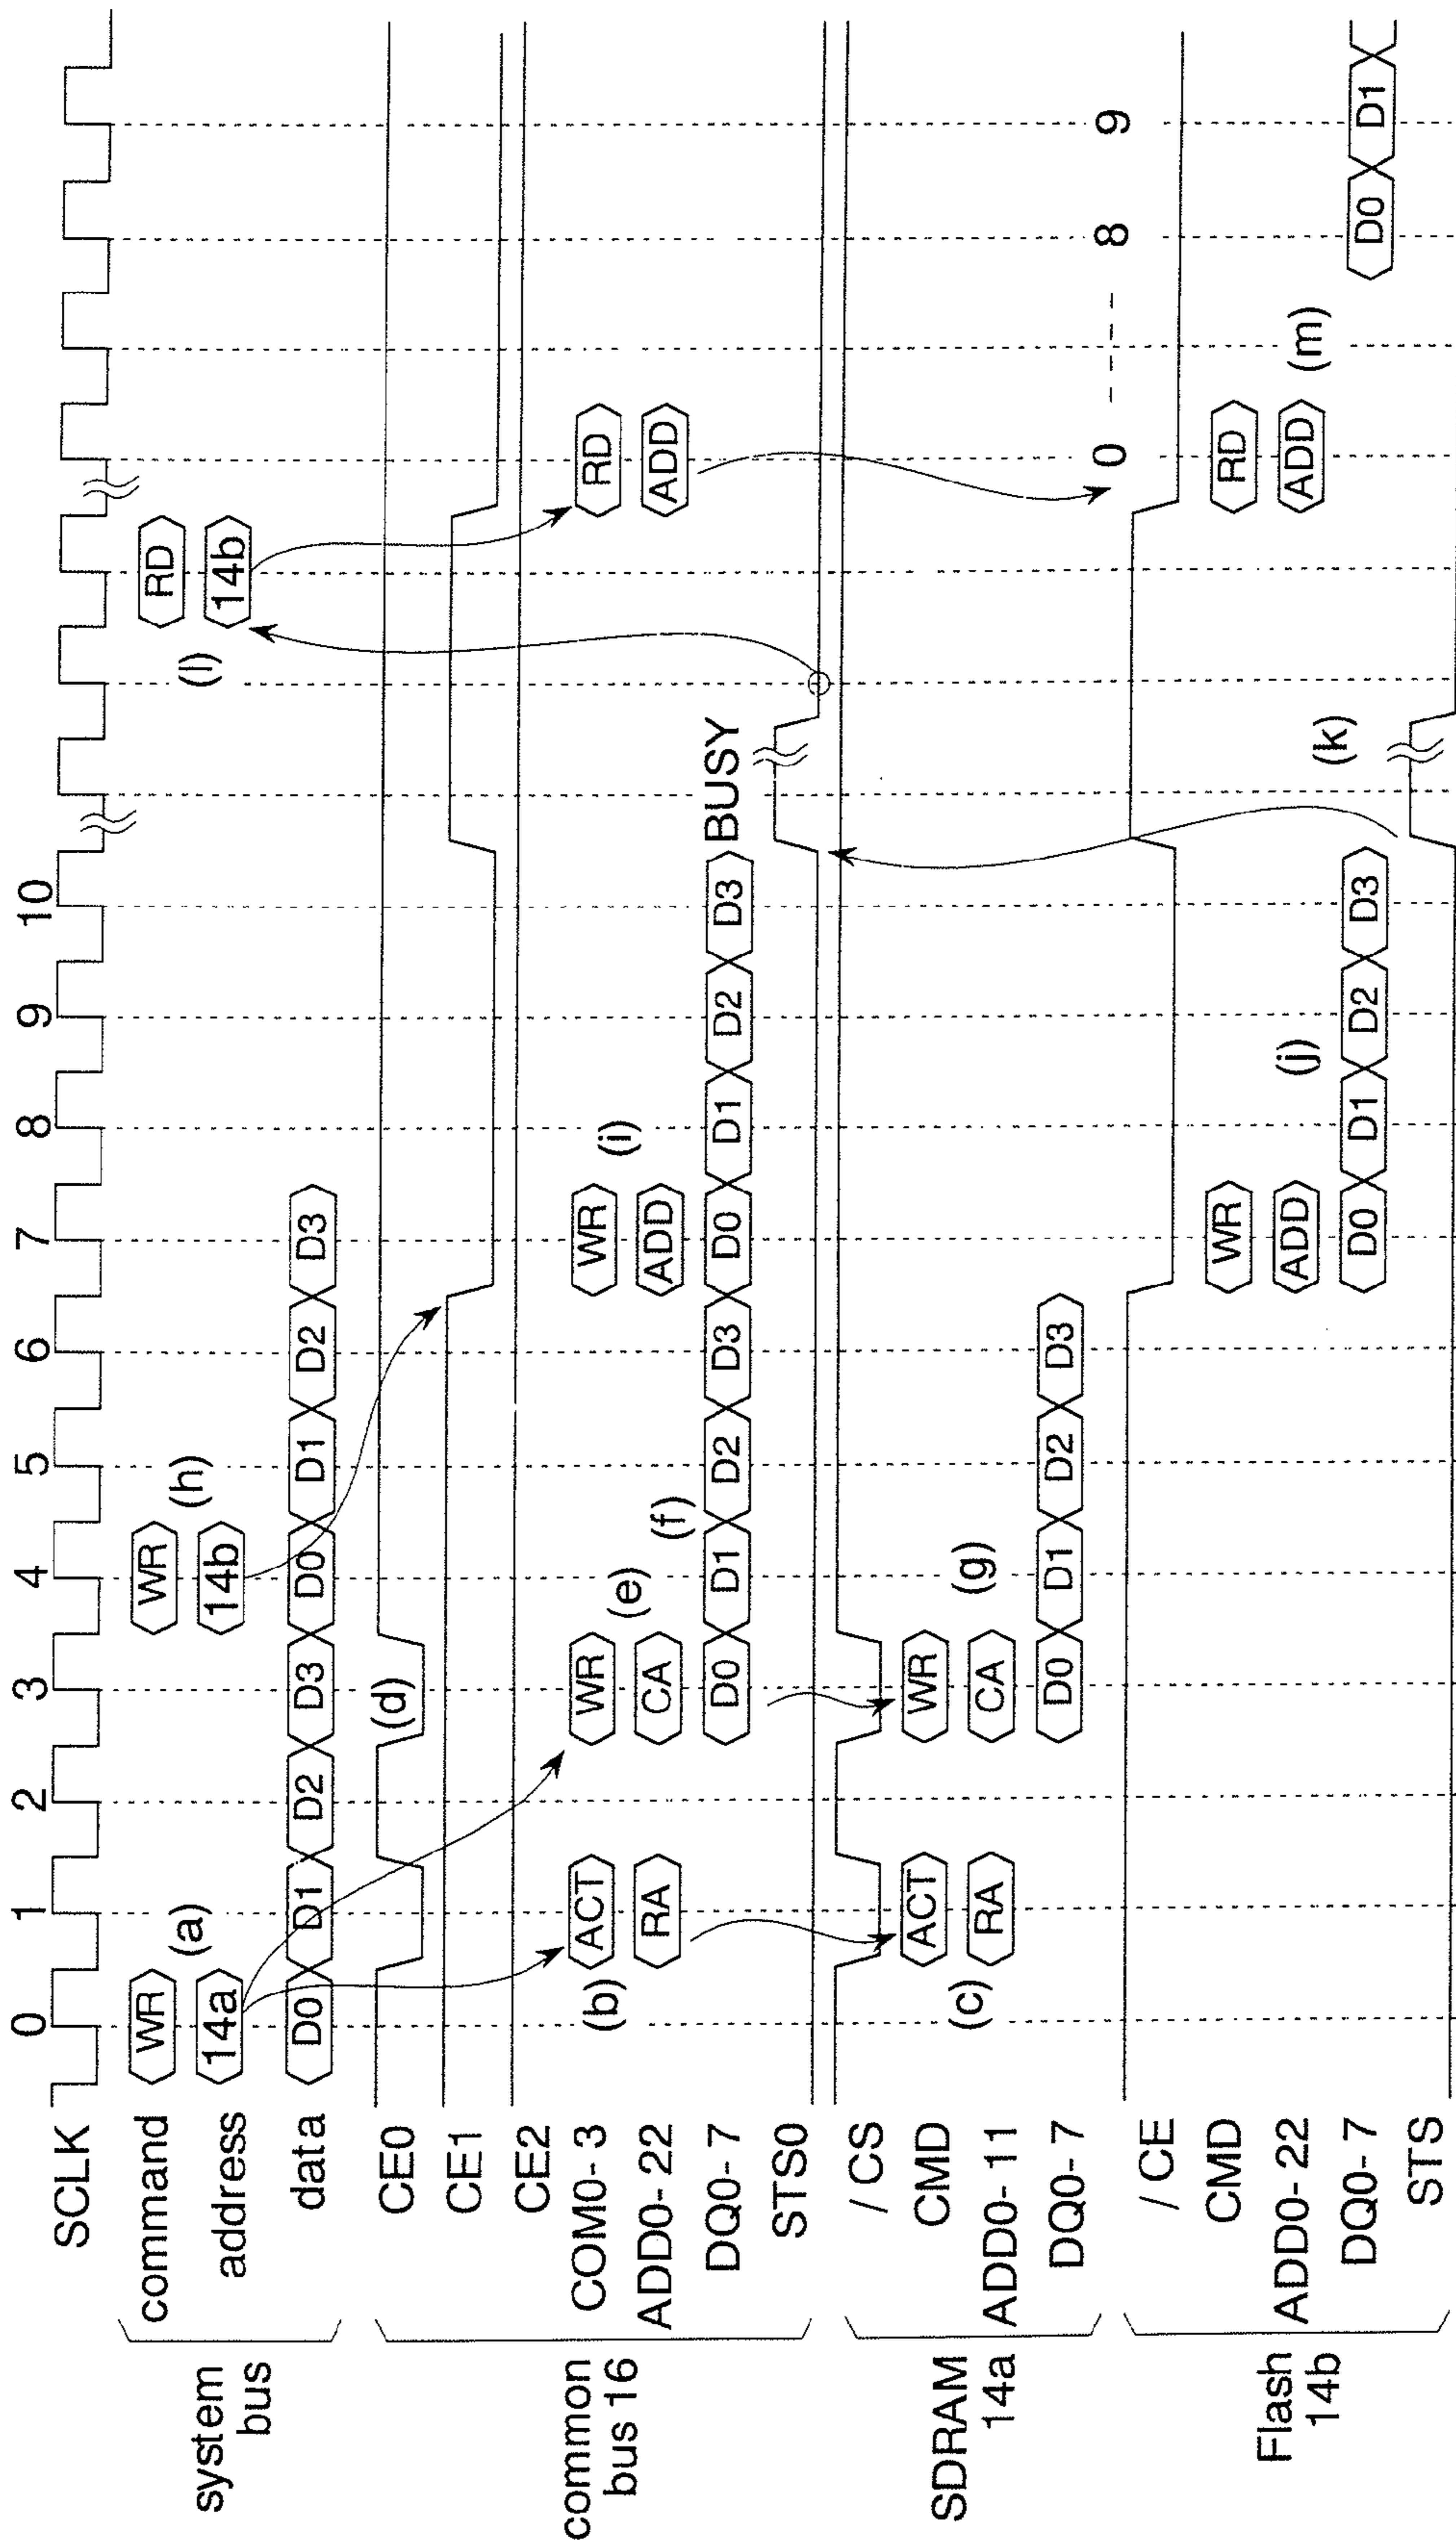 0 1 2 3 4 5 6 7 8 9 10
SCLK
system bus
command WR (a) WR (h) RD
address 14a 14b (l) 14b
data D0 D1 D2 D3 D0 D1 D2 D3
common bus 16
CE0 (d)
CE1
CE2
COM0-3 (b) ACT WR (e) WR (i) RD
ADD0-22 RA CA (f) ADD ADD
DQ0-7 D0 D1 D2 D3 D0 D1 D2 D3 BUSY
STS0
SDRAM 14a
/CS
CMD ACT WR (g)
ADD0-11 (c) RA CA
DQ0-7 D0 D1 D2 D3
0 --- 8 9
Flash 14b
/CE
CMD WR RD
ADD0-22 ADD (j) (k) ADD (m)
DQ0-7 D0 D1 D2 D3 D0 D1
STS